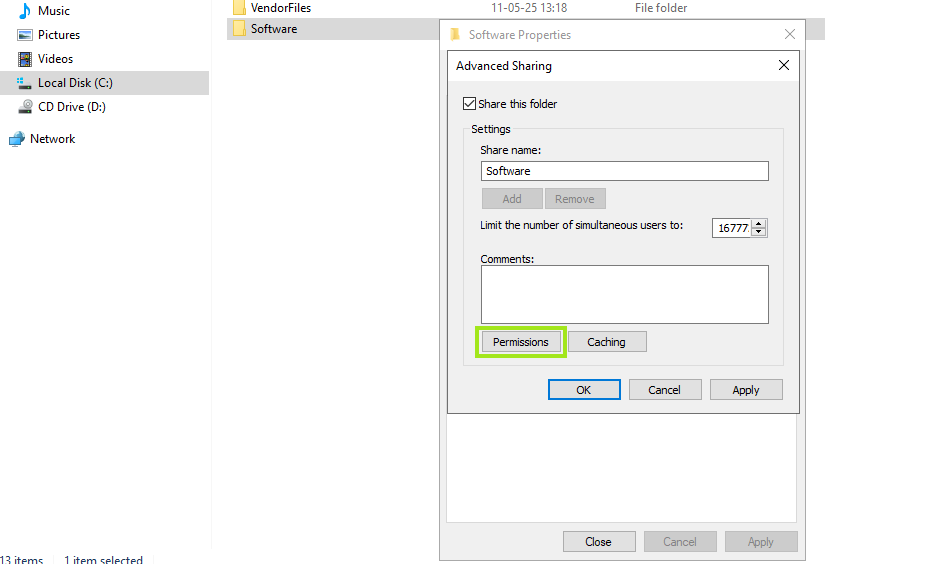 Music
Pictures
Videos
Local Disk (C:)
CD Drive (D:)
Network
VendorFiles 11-05-25 13:18 File folder
Software
Software Properties
Advanced Sharing
Share this folder
Settings
Share name:
Software
Add Remove
Limit the number of simultaneous users to: 16777
Comments:
Permissions Caching
OK Cancel Apply
Close Cancel Apply
13 items 1 item selected